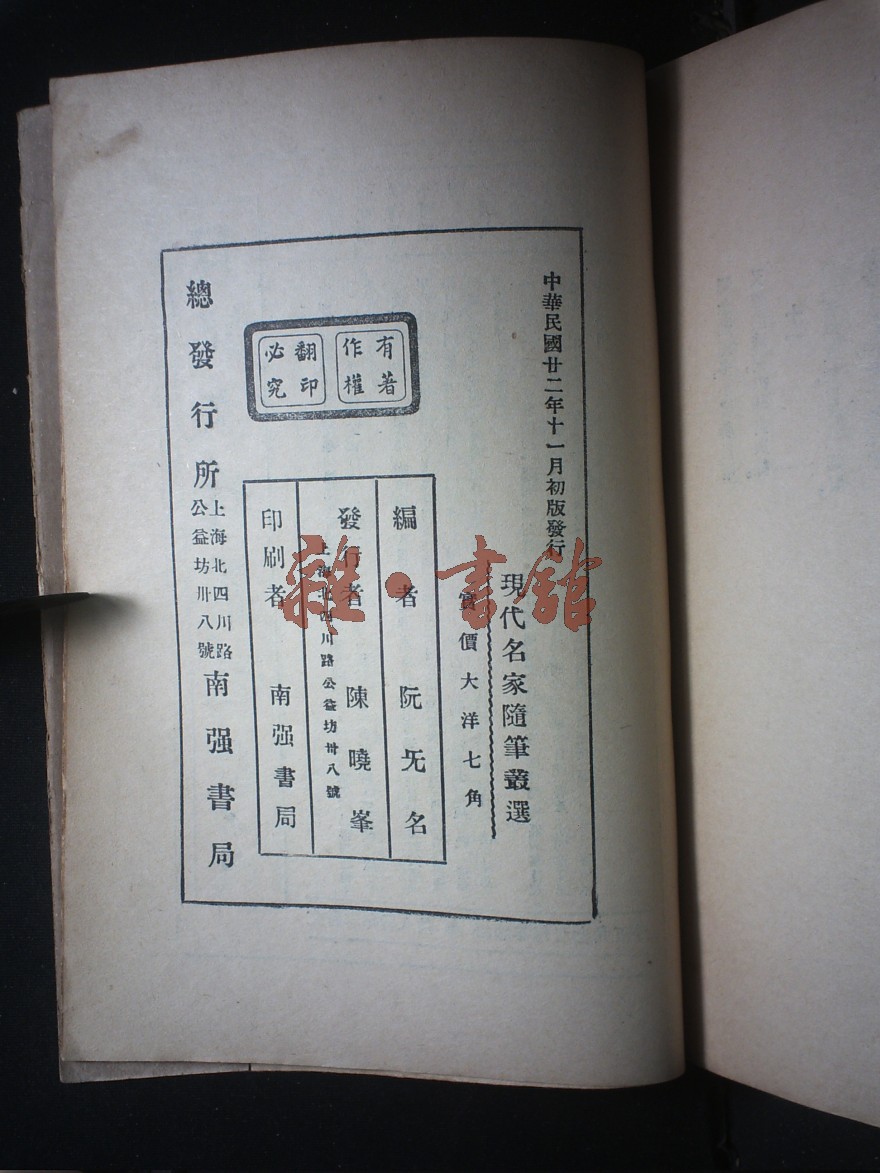 中華民國廿二年十一月初版發行
現代名家隨筆叢選
實價大洋七角
有著
作權
翻印
必究
編者 阮旡名
發行者 陳曉峯
上海北四川路公益坊卅八號
印刷者 南强書局
總發行所
上海北四川路
公益坊卅八號
南强書局
雜·書館